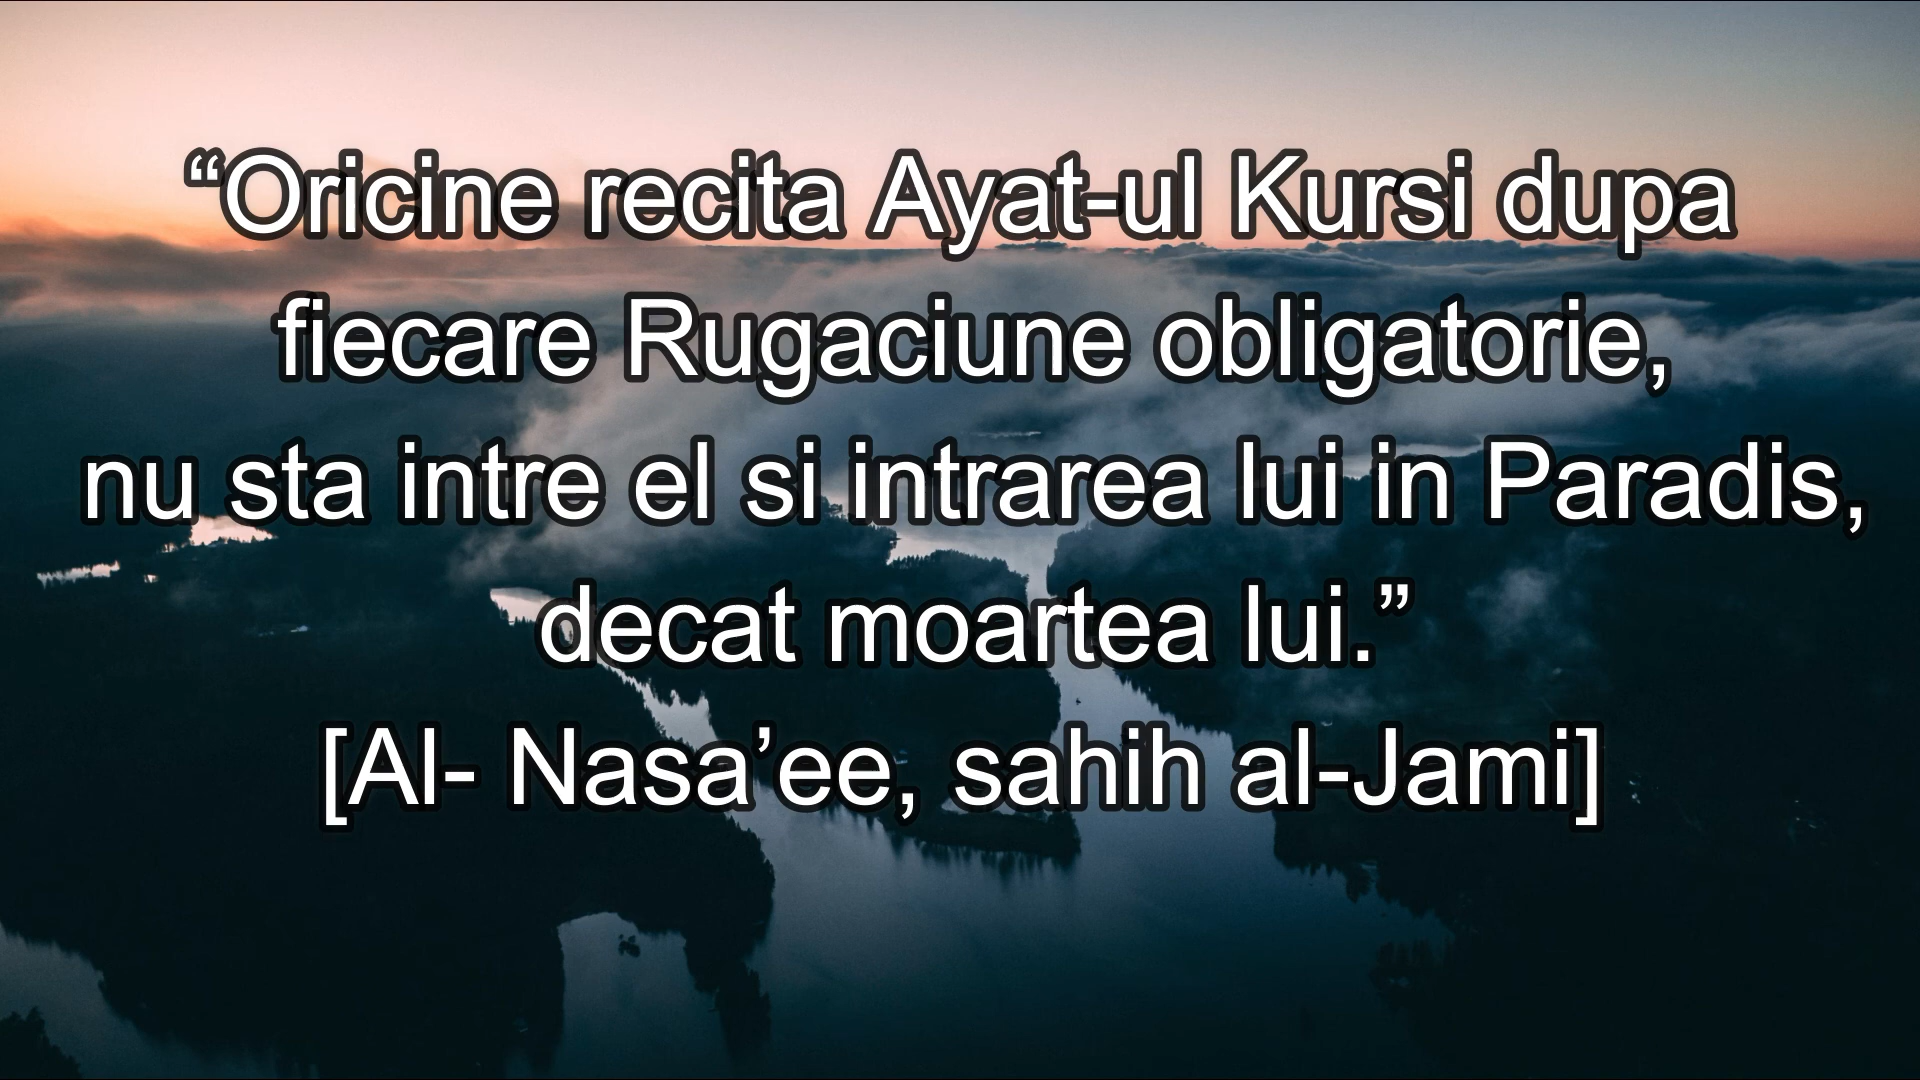 “Oricine recita Ayat-ul Kursi dupa
fiecare Rugaciune obligatorie,
nu sta intre el si intrarea lui in Paradis,
decat moartea lui.”
[Al- Nasa’ee, sahih al-Jami]